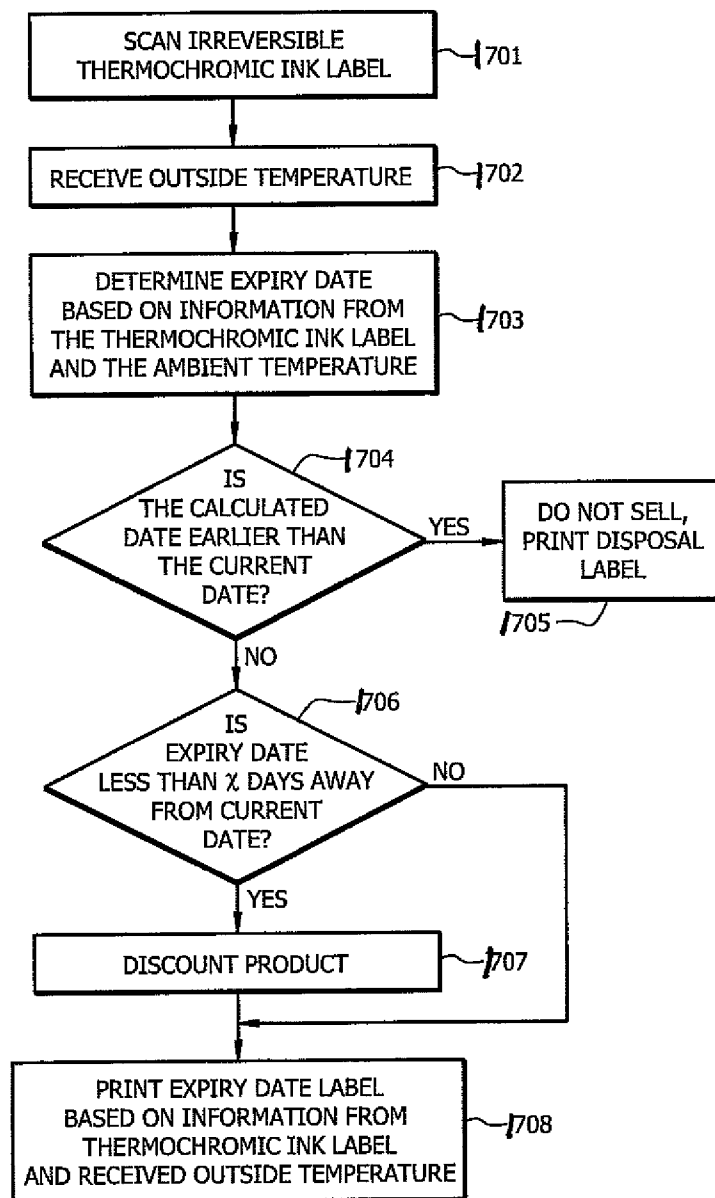 SCAN IRREVERSIBLE
THERMOCHROMIC INK LABEL
701
RECEIVE OUTSIDE TEMPERATURE
702
DETERMINE EXPIRY DATE
BASED ON INFORMATION FROM
THE THERMOCHROMIC INK LABEL
AND THE AMBIENT TEMPERATURE
703
704
IS
THE CALCULATED
DATE EARLIER THAN
THE CURRENT
DATE?
YES
DO NOT SELL,
PRINT DISPOSAL
LABEL
705
NO
706
IS
EXPIRY DATE
LESS THAN χ DAYS AWAY
FROM CURRENT
DATE?
NO
YES
DISCOUNT PRODUCT
707
PRINT EXPIRY DATE LABEL
BASED ON INFORMATION FROM
THERMOCHROMIC INK LABEL
AND RECEIVED OUTSIDE TEMPERATURE
708